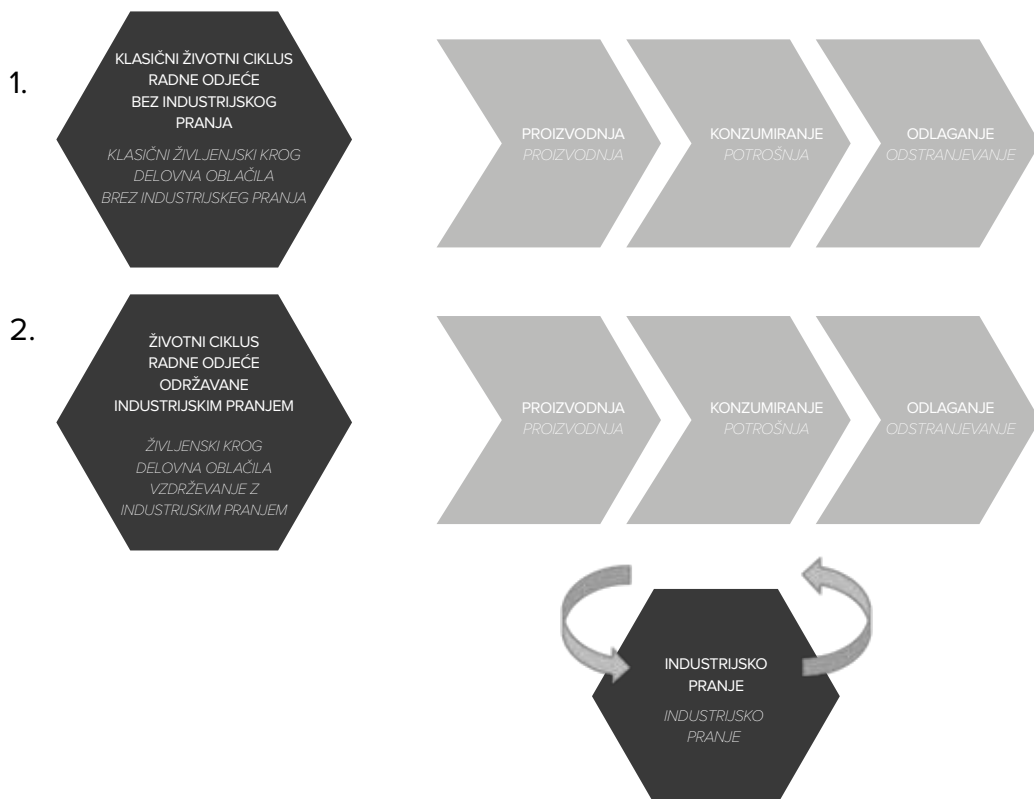 1.
KLASIČNI ŽIVOTNI CIKLUS
RADNE ODJEĆE
BEZ INDUSTRIJSKOG
PRANJA
KLASIČNI ŽIVLJENJSKI KROG
DELOVNA OBLAČILA
BREZ INDUSTRIJSKEG PRANJA
PROIZVODNJA
PROIZVODNJA
KONZUMIRANJE
POTROŠNJA
ODLAGANJE
ODSTRANJEVANJE
2.
ŽIVOTNI CIKLUS
RADNE ODJEĆE
ODRŽAVANE
INDUSTRIJSKIM PRANJEM
ŽIVLJENSKI KROG
DELOVNA OBLAČILA
VZDRŽEVANJE Z
INDUSTRIJSKIM PRANJEM
PROIZVODNJA
PROIZVODNJA
KONZUMIRANJE
POTROŠNJA
ODLAGANJE
ODSTRANJEVANJE
INDUSTRIJSKO
PRANJE
INDUSTRIJSKO
PRANJE